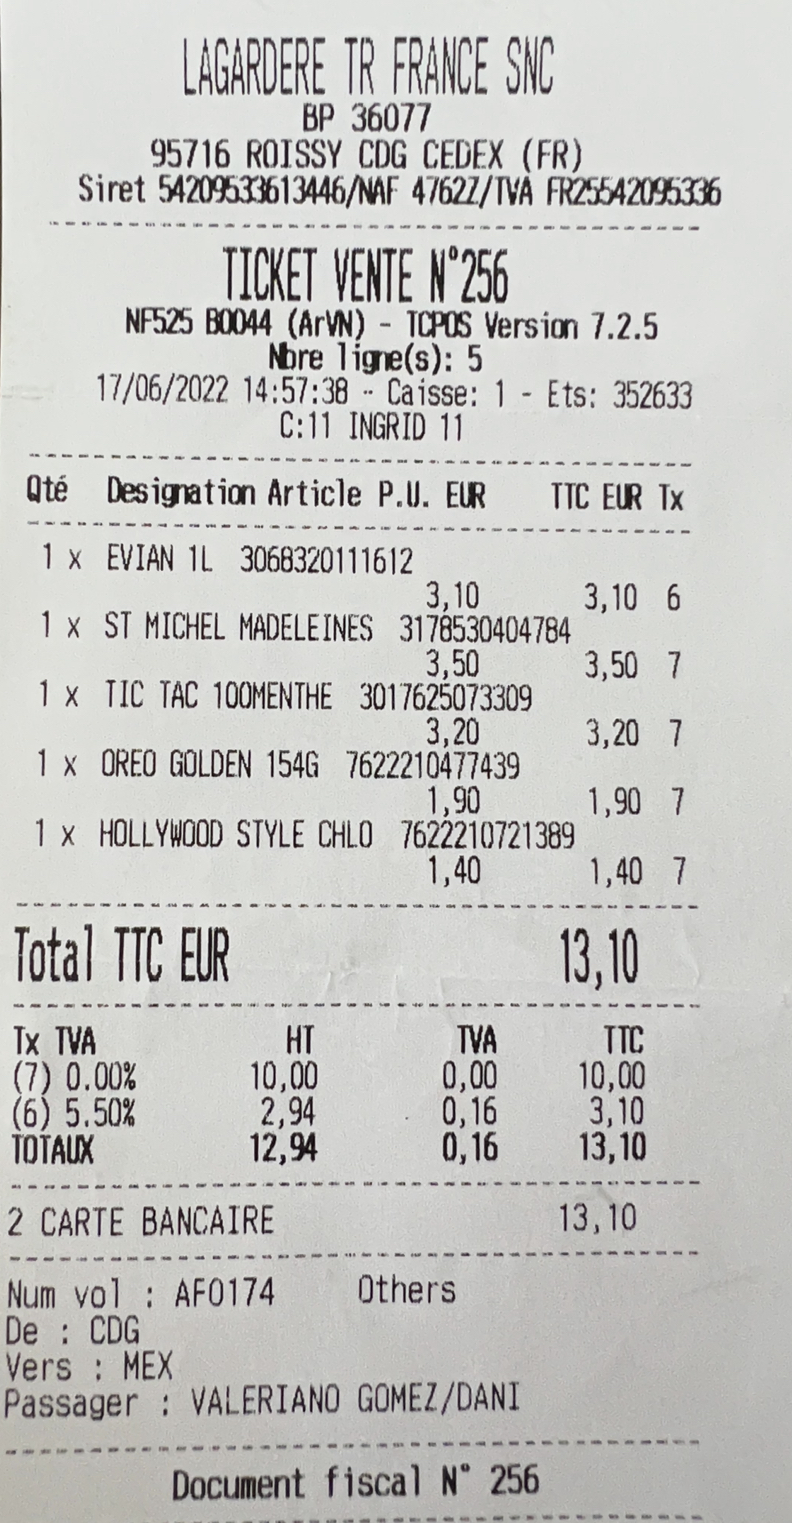 LAGARDERE TR FRANCE SNC
BP 36077
95716 ROISSY CDG CEDEX (FR)
Siret 54209533613446/NAF 4762Z/TVA FR25542095336
TICKET VENTE N°256
NF525 B0044 (ArVN) - TCPOS Version 7.2.5
Nbre ligne(s): 5
17/06/2022 14:57:38 - Caisse: 1 - Ets: 352633
C:11 INGRID 11
Qté Designation Article P.U. EUR TTC EUR Tx
1 x EVIAN 1L 3068320111612
3,10 3,10 6
1 x ST MICHEL MADELEINES 3178530404784
3,50 3,50 7
1 x TIC TAC 100MENTHE 3017625073309
3,20 3,20 7
1 x OREO GOLDEN 154G 7622210477439
1,90 1,90 7
1 x HOLLYWOOD STYLE CHLO 7622210721389
1,40 1,40 7
Total TTC EUR 13,10
Tx TVA HT TVA TTC
(7) 0.00% 10,00 0,00 10,00
(6) 5.50% 2,94 0,16 3,10
TOTAUX 12,94 0,16 13,10
2 CARTE BANCAIRE 13,10
Num vol : AF0174 Others
De : CDG
Vers : MEX
Passager : VALERIANO GOMEZ/DANI
Document fiscal N° 256